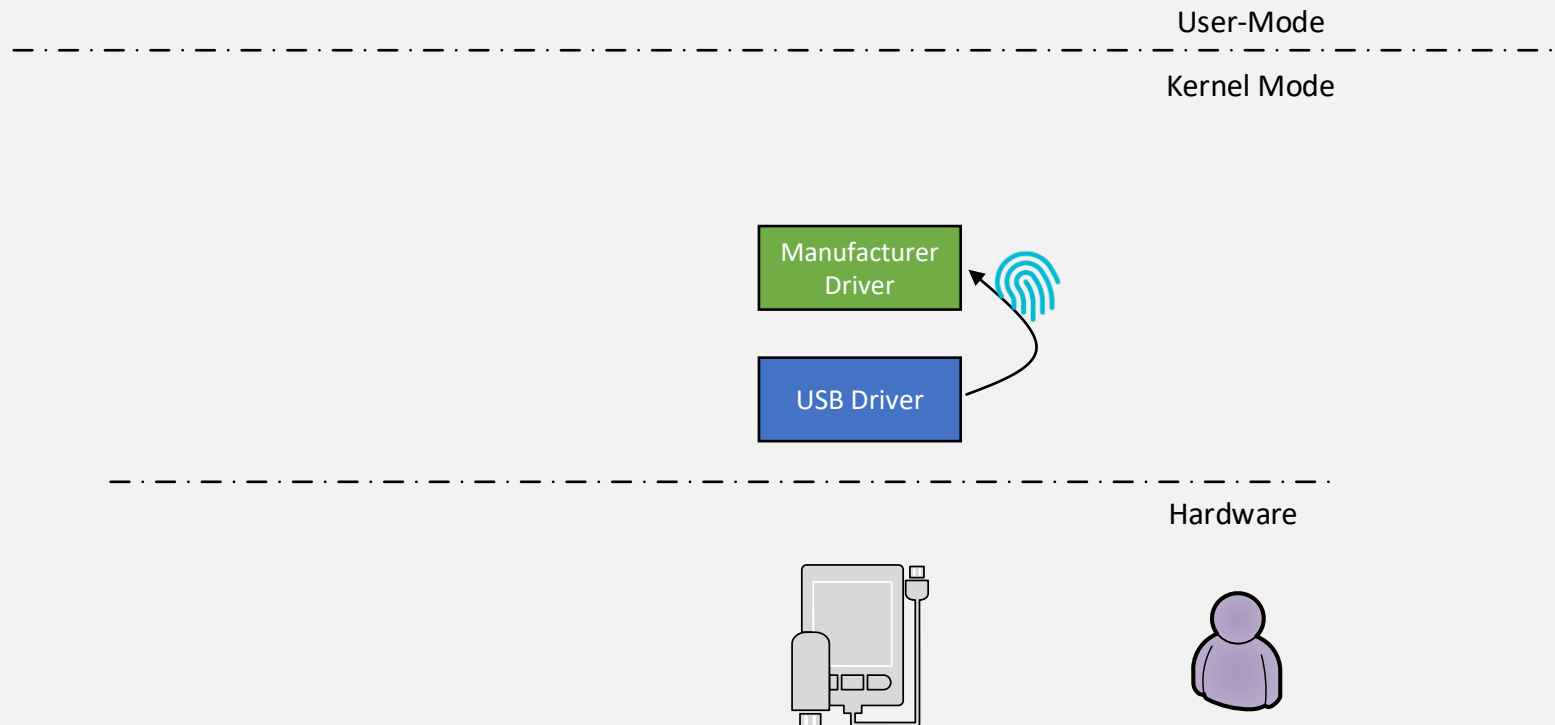 User-Mode
Kernel Mode
Manufacturer
Driver
USB Driver
Hardware